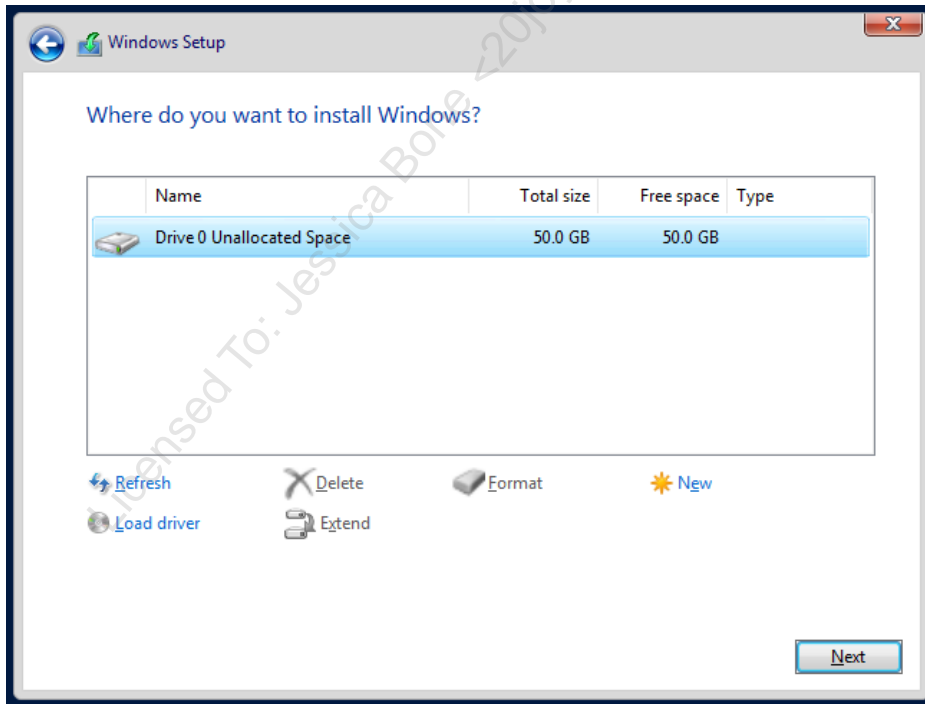 Windows Setup
Where do you want to install Windows?
Name Total size Free space Type
Drive 0 Unallocated Space 50.0 GB 50.0 GB
Refresh Delete Format New
Load driver Extend
Next
Licensed To: Jessica